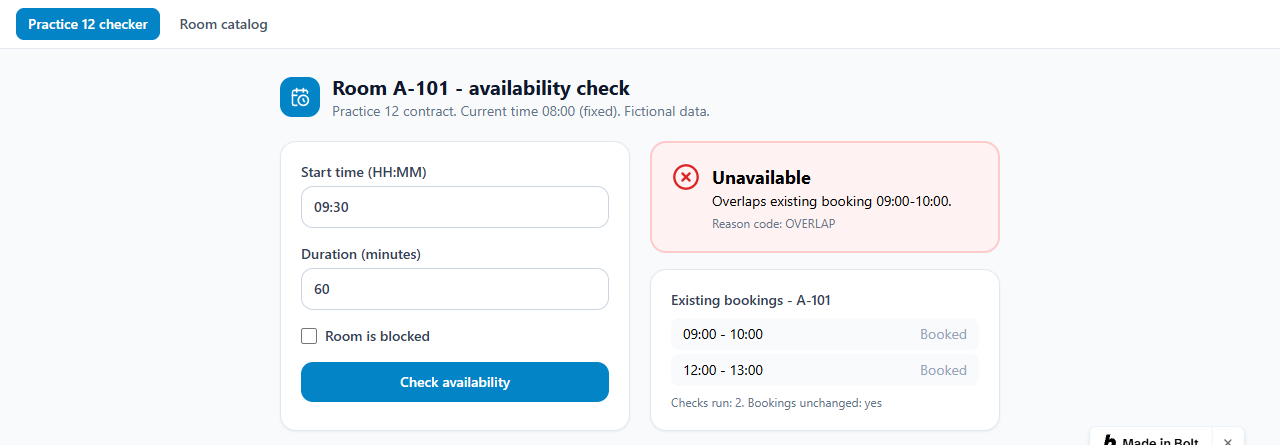 Practice 12 checker
Room catalog
Room A-101 - availability check
Practice 12 contract. Current time 08:00 (fixed). Fictional data.
Start time (HH:MM)
09:30
Duration (minutes)
60
Room is blocked
Check availability
Unavailable
Overlaps existing booking 09:00-10:00.
Reason code: OVERLAP
Existing bookings - A-101
09:00 - 10:00 Booked
12:00 - 13:00 Booked
Checks run: 2. Bookings unchanged: yes
b Made in Bolt ×